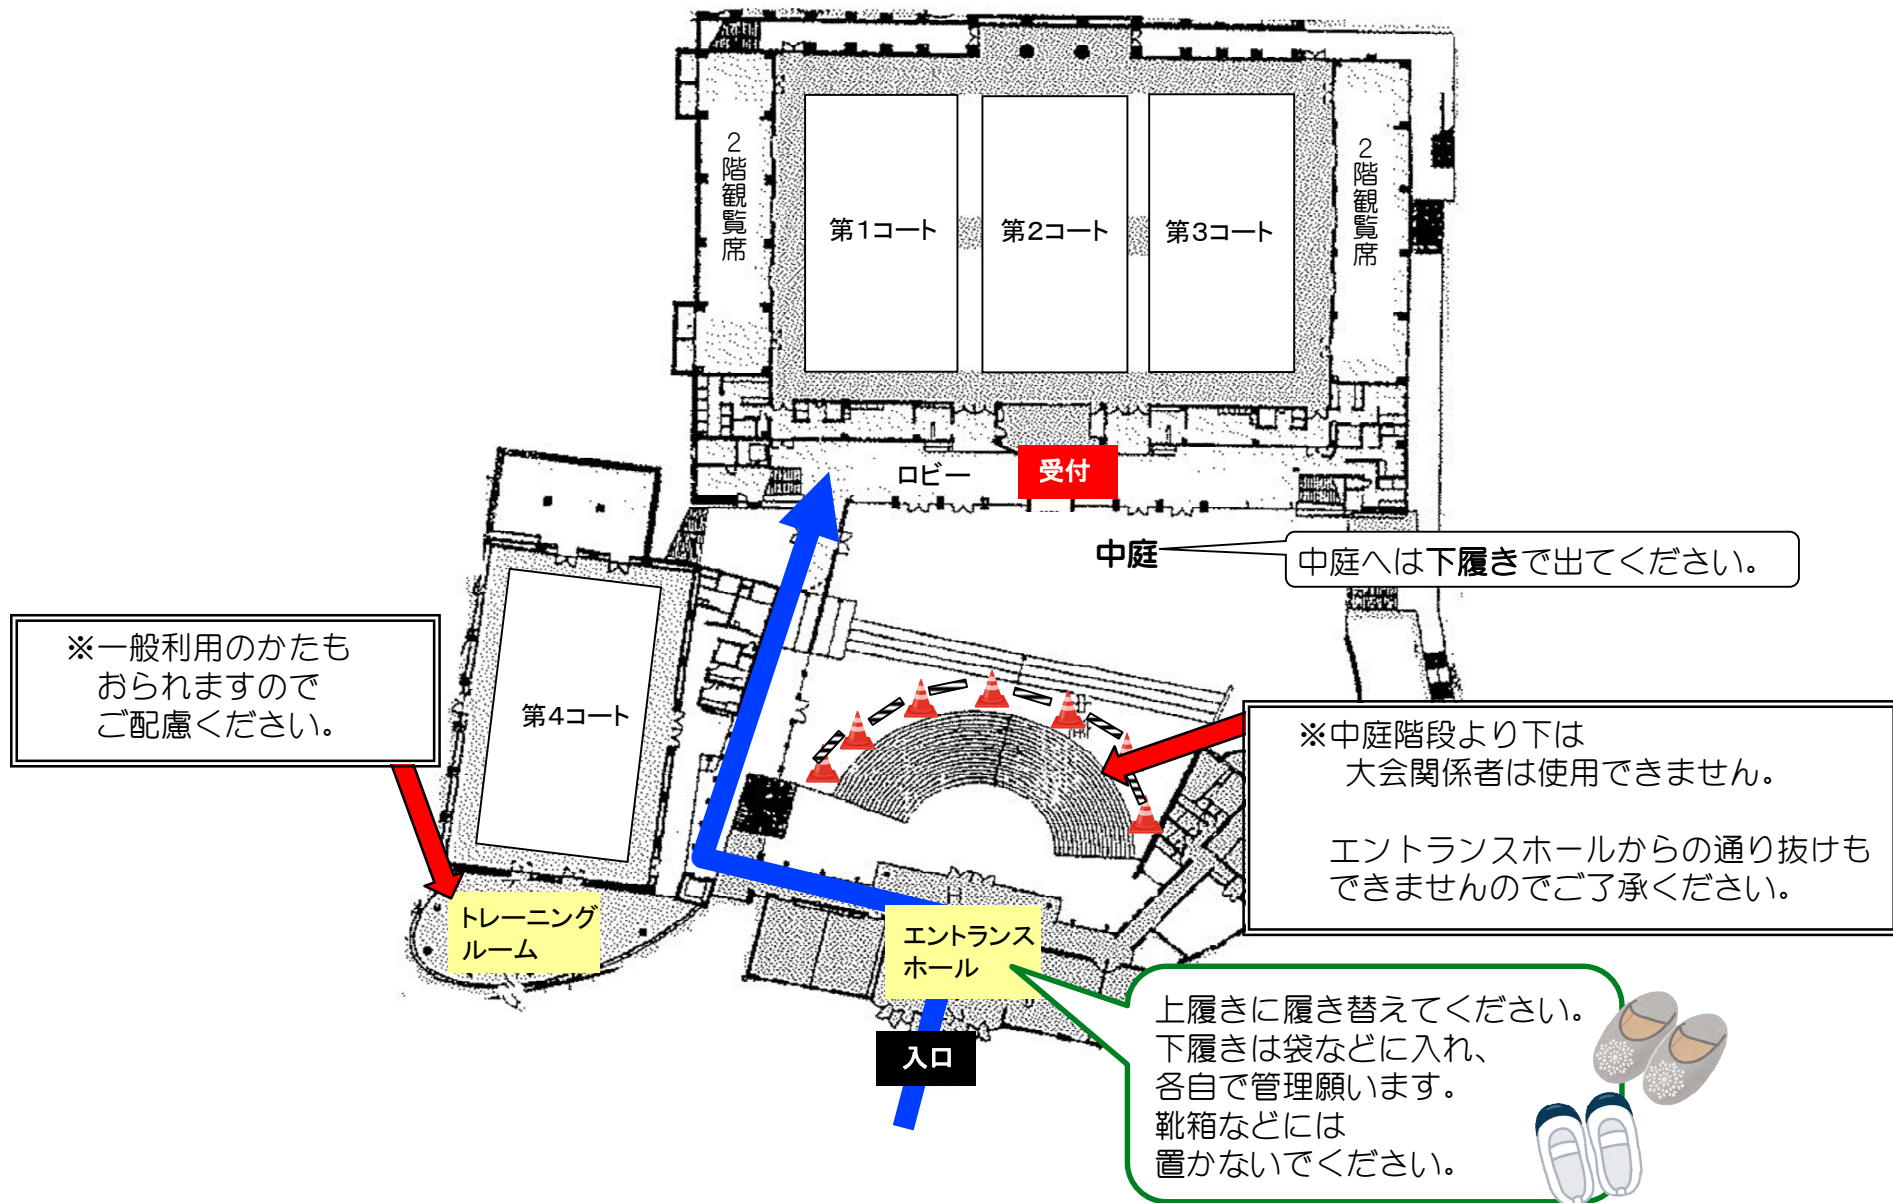 2階観覧席
第1コート
第2コート
第3コート
2階観覧席
ロビー
受付
中庭
中庭へは下履きで出てください。
※一般利用のかたも
おられますので
ご配慮ください。
第4コート
※中庭階段より下は
大会関係者は使用できません。
エントランスホールからの通り抜けも
できませんのでご了承ください。
トレーニング
ルーム
エントランス
ホール
入口
上履きに履き替えてください。
下履きは袋などに入れ、
各自で管理願います。
靴箱などには
置かないでください。